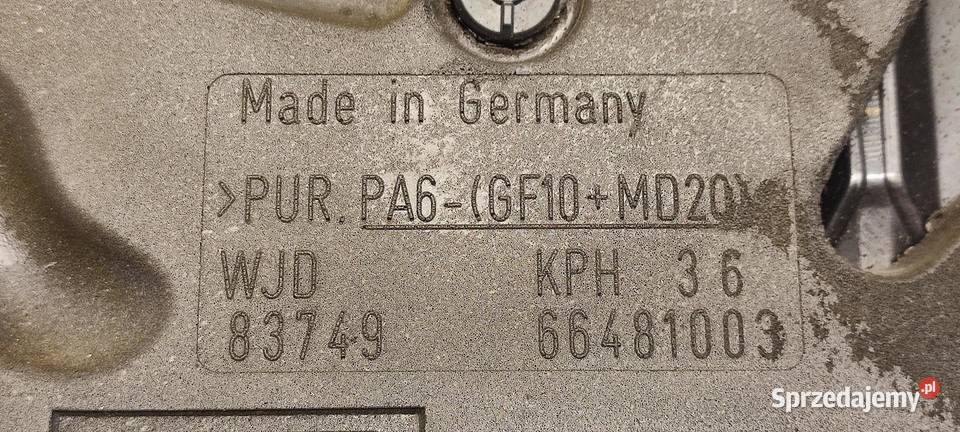 Made in Germany
>PUR. PA6-(GF10+MD20)
WJD KPH 36
83749 66481003
Sprzedajemy.pl